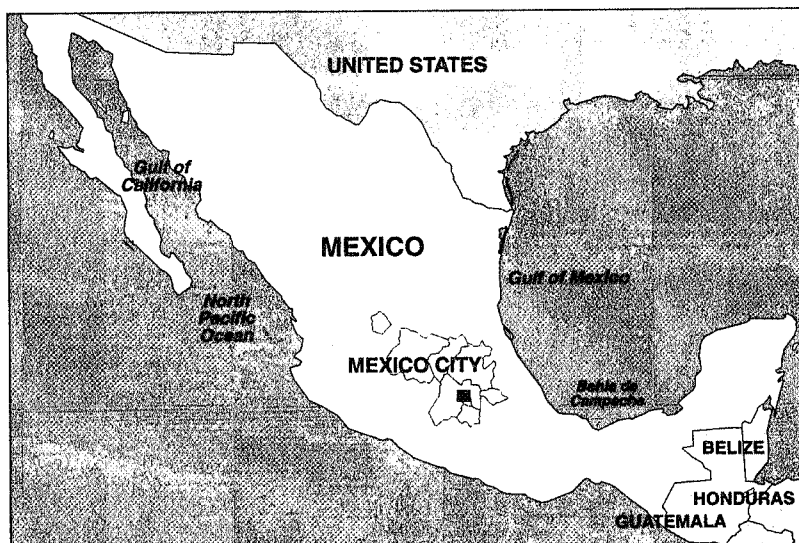 UNITED STATES
Gulf of
California
MEXICO
Gulf of Mexico
North
Pacific
Ocean
MEXICO CITY
Bahia de
Campeche
BELIZE
HONDURAS
GUATEMALA